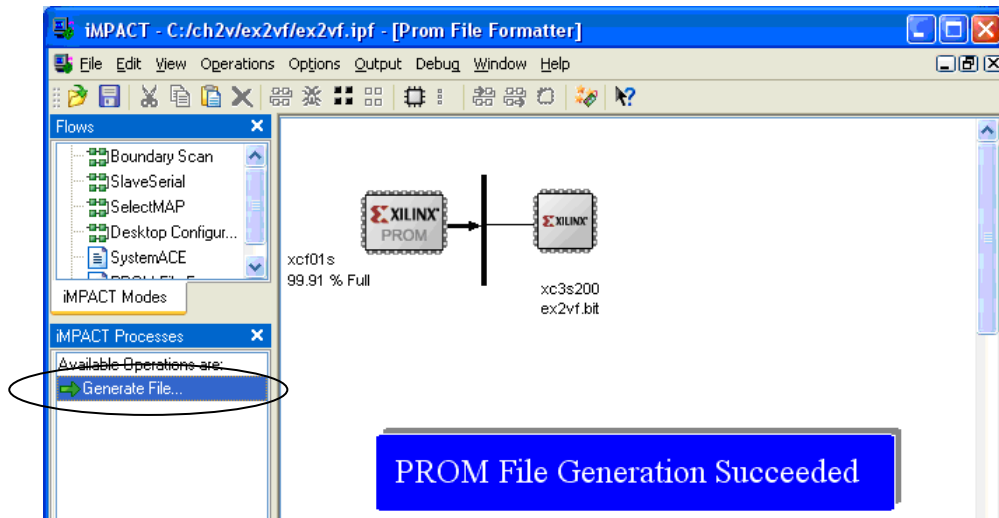 iMPACT - C:/ch2v/ex2vf/ex2vf.ipf - [Prom File Formatter]
File Edit View Operations Options Output Debug Window Help
Flows
Boundary Scan
SlaveSerial
SelectMAP
Desktop Configur...
SystemACE
iMPACT Modes
iMPACT Processes
Available Operations are:
Generate File...
XILINX
PROM
xcf01s
99.91 % Full
XILINX
xc3s200
ex2vf.bit
PROM File Generation Succeeded